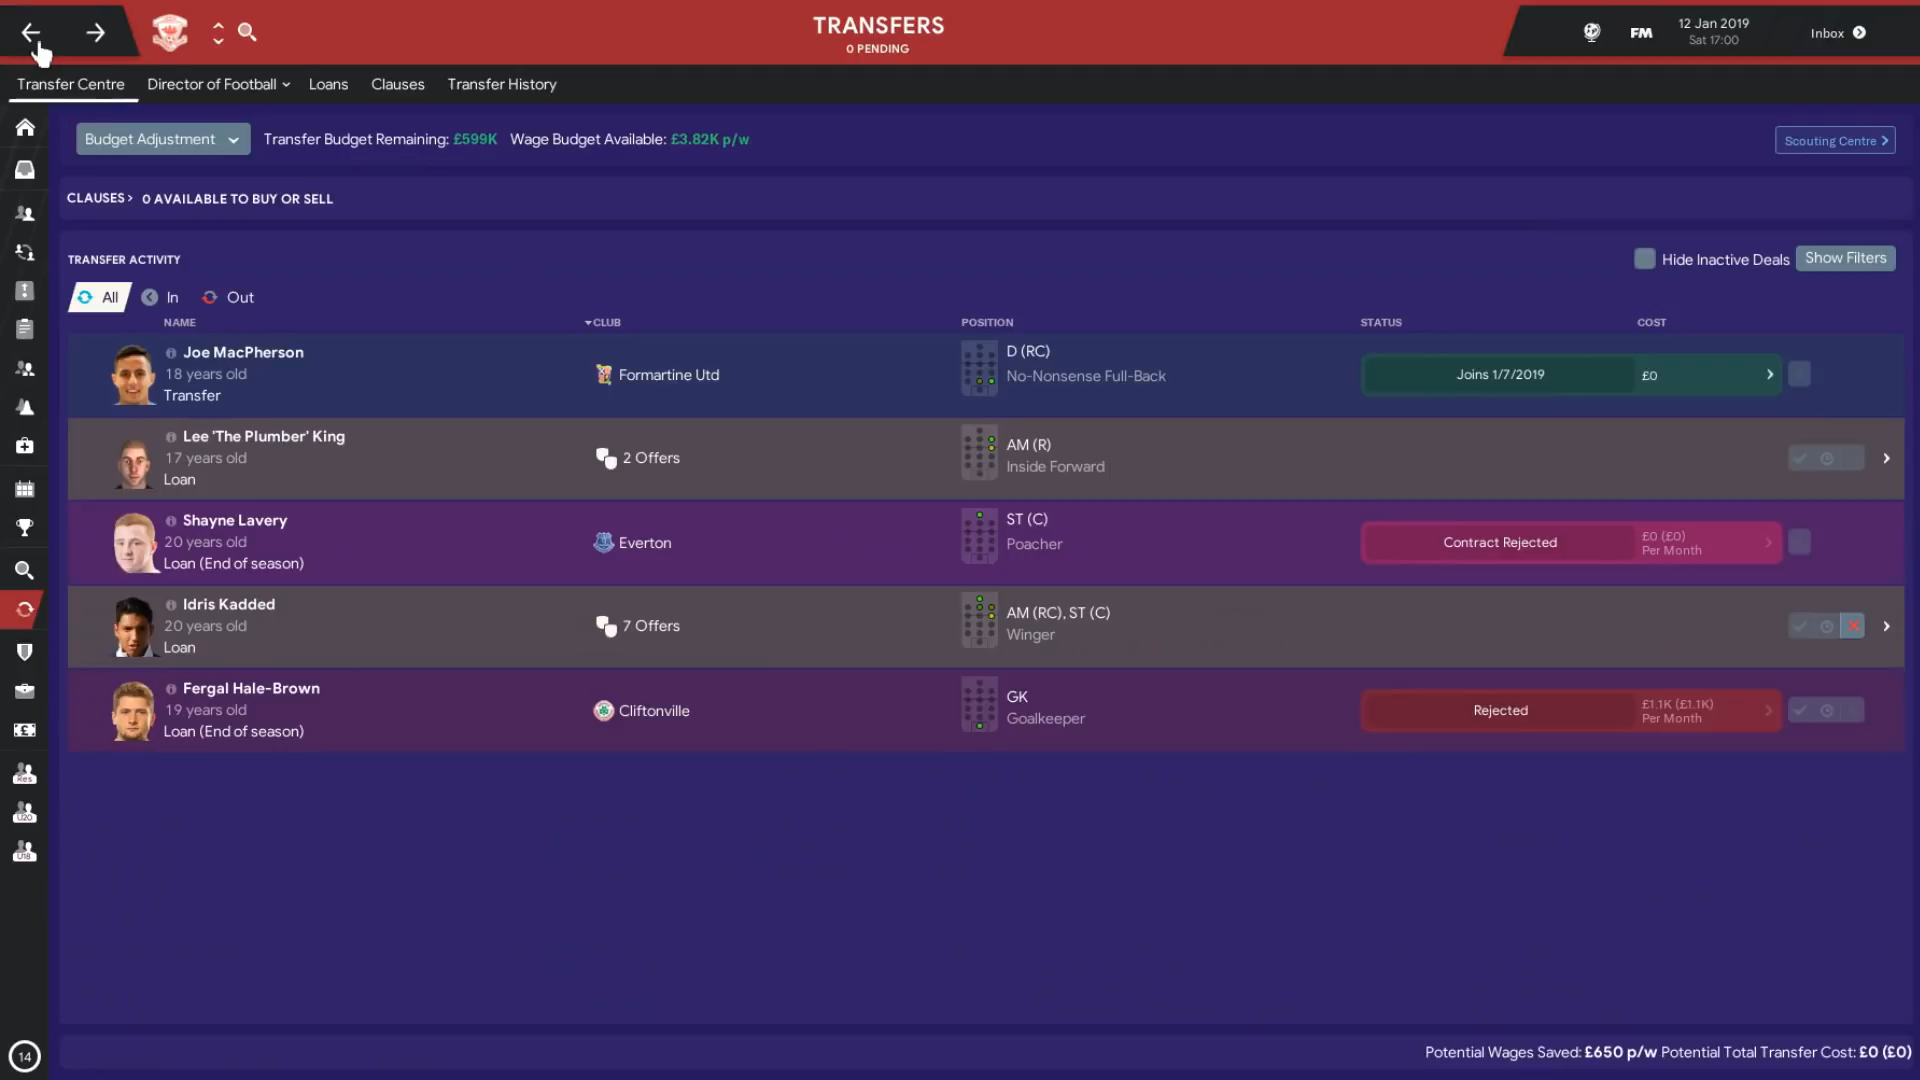 TRANSFERS
0 PENDING
FM
12 Jan 2019
Sat 17:00
Inbox
Transfer Centre
Director of Football
Loans
Clauses
Transfer History
Budget Adjustment
Transfer Budget Remaining: £599K
Wage Budget Available: £3.82K p/w
Scouting Centre >
CLAUSES > 0 AVAILABLE TO BUY OR SELL
TRANSFER ACTIVITY
Hide Inactive Deals
Show Filters
All
In
Out
NAME
CLUB
POSITION
STATUS
COST
Joe MacPherson
18 years old
Transfer
Formartine Utd
D (RC)
No-Nonsense Full-Back
Joins 1/7/2019
£0
Lee 'The Plumber' King
17 years old
Loan
2 Offers
AM (R)
Inside Forward
Shayne Lavery
20 years old
Loan (End of season)
Everton
ST (C)
Poacher
Contract Rejected
£0 (£0)
Per Month
Idris Kadded
20 years old
Loan
7 Offers
AM (RC), ST (C)
Winger
Fergal Hale-Brown
19 years old
Loan (End of season)
Cliftonville
GK
Goalkeeper
Rejected
£1.1K (£1.1K)
Per Month
Res
U20
U18
14
Potential Wages Saved: £650 p/w Potential Total Transfer Cost: £0 (£0)